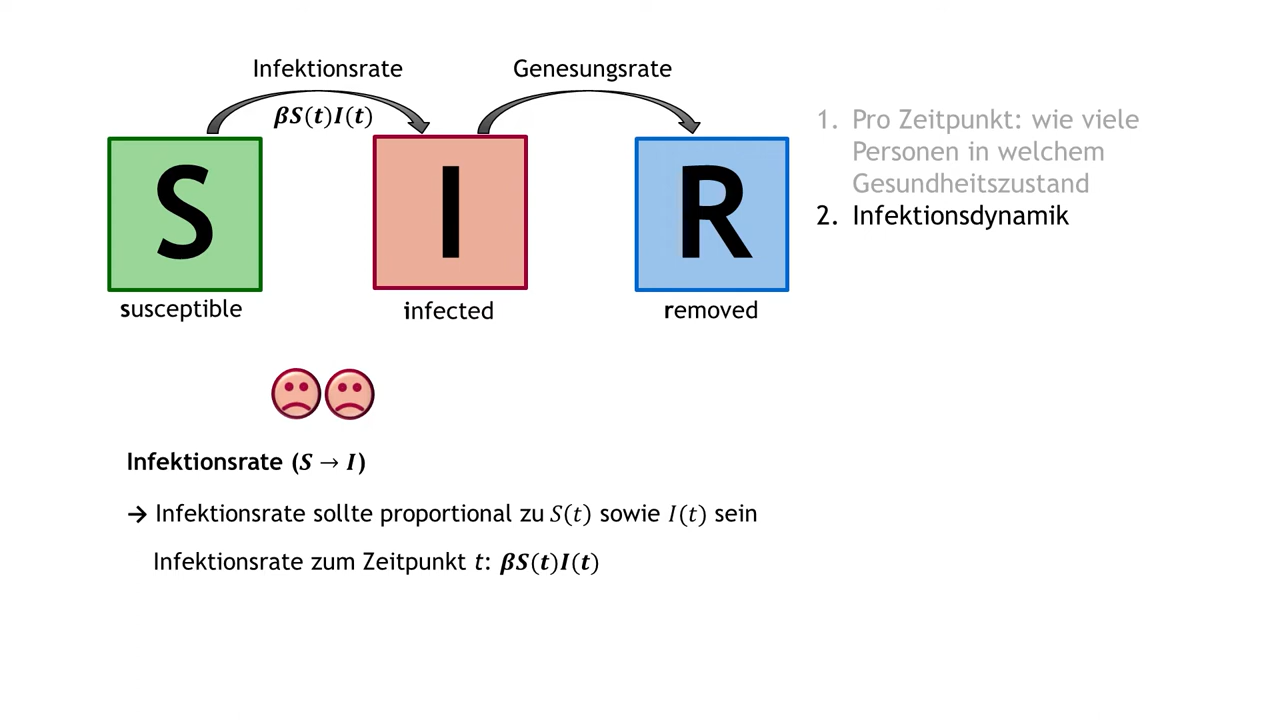 Infektionsrate
Genesungsrate
βS(t)I(t)
S
I
R
susceptible
infected
removed
1. Pro Zeitpunkt: wie viele
Personen in welchem
Gesundheitszustand
2. Infektionsdynamik
Infektionsrate (S → I)
→ Infektionsrate sollte proportional zu S(t) sowie I(t) sein
Infektionsrate zum Zeitpunkt t: βS(t)I(t)